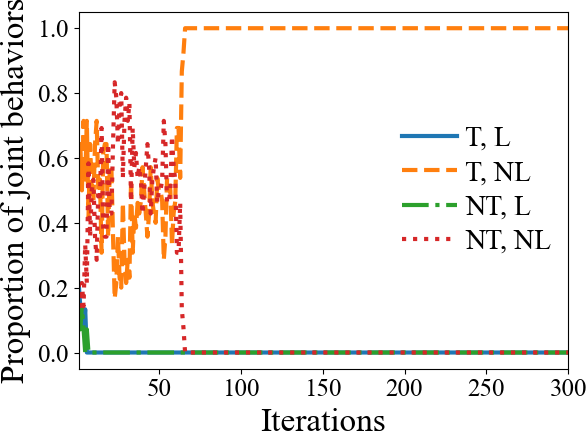 Proportion of joint behaviors
1.0
0.8
0.6
0.4
0.2
0.0
T, L
T, NL
NT, L
NT, NL
50
100
150
200
250
300
Iterations